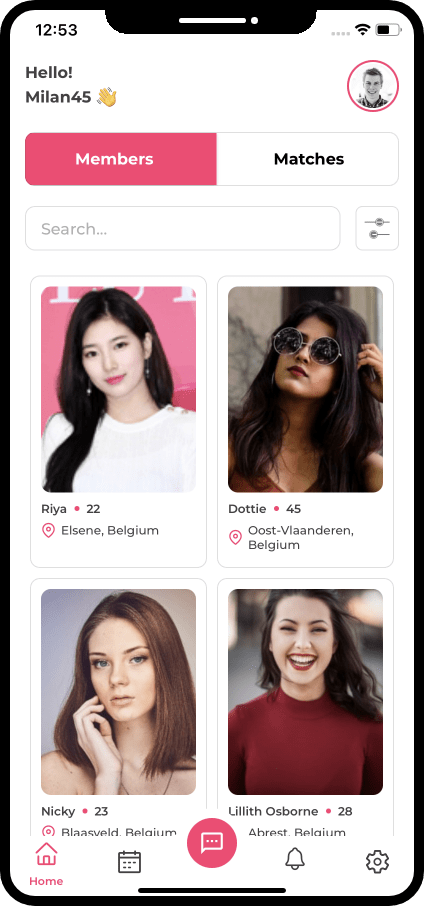 12:53
Hello!
Milan45 👋
Members
Matches
Search...
Riya • 22
Elsene, Belgium
Dottie • 45
Oost-Vlaanderen,
Belgium
Nicky • 23
Blaasveld, Belgium
Lillith Osborne • 28
Abrest, Belgium
Home